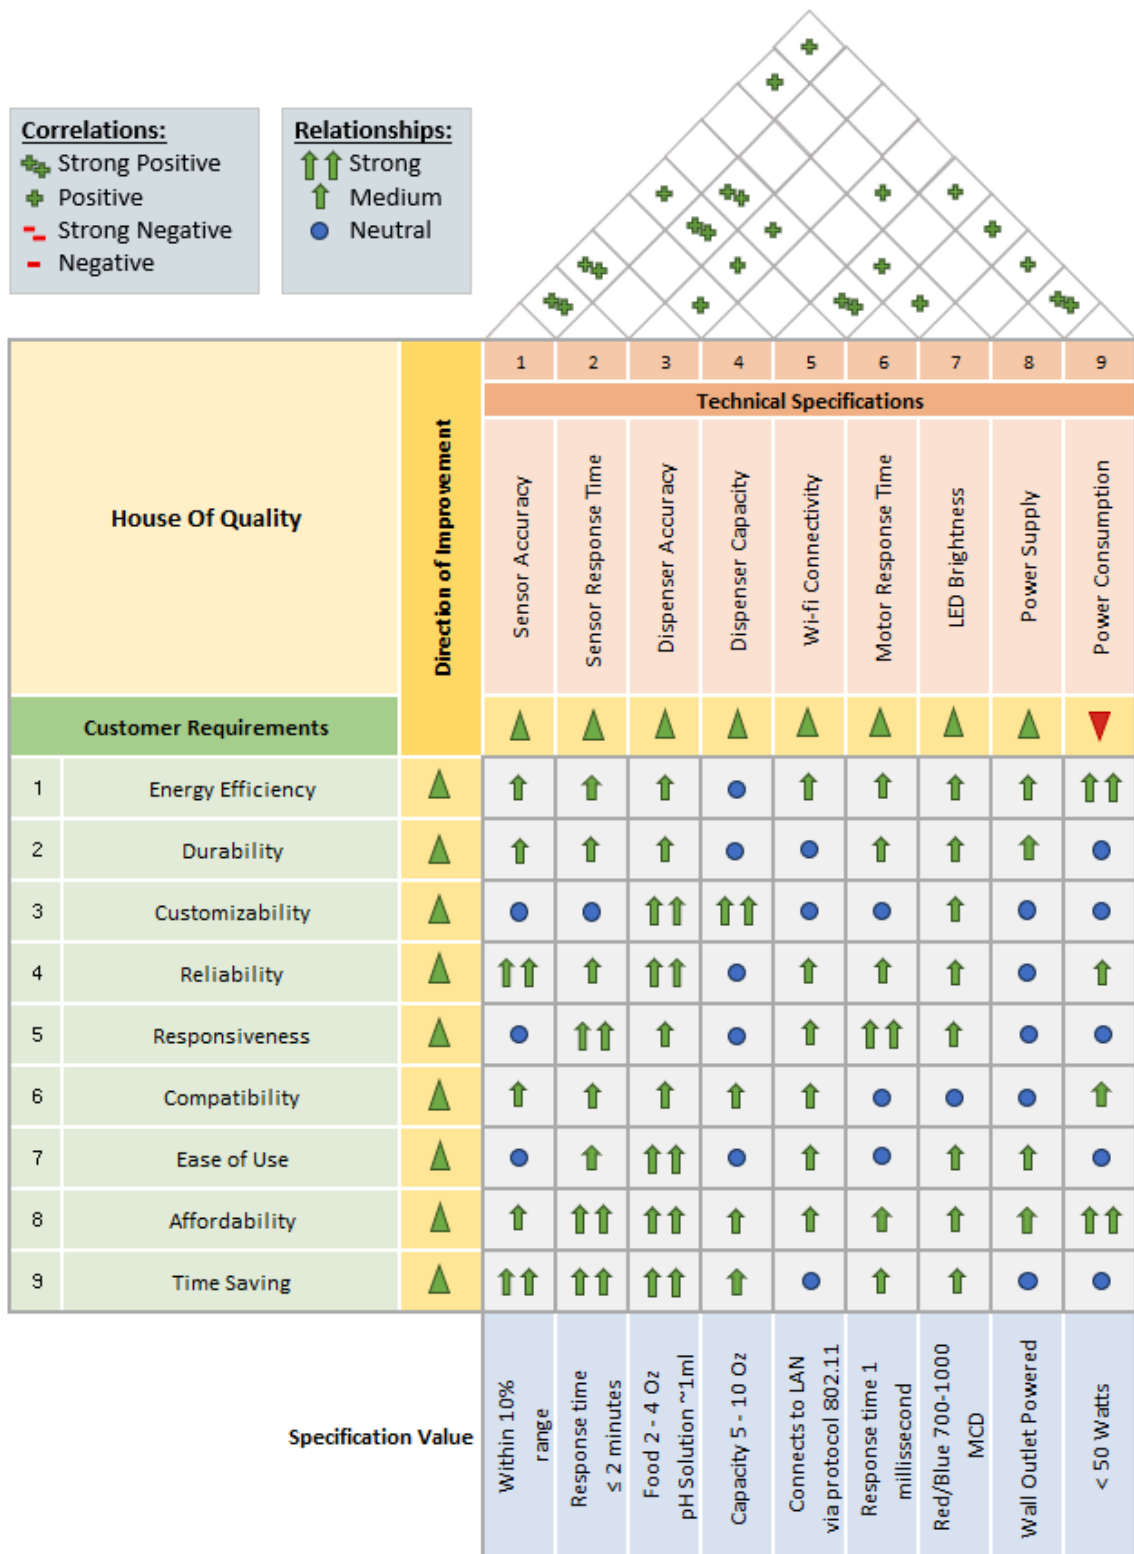 Correlations:
Strong Positive
Positive
Strong Negative
Negative
Relationships:
Strong
Medium
Neutral
1 2 3 4 5 6 7 8 9
Technical Specifications
House Of Quality
Direction of Improvement
Sensor Accuracy
Sensor Response Time
Dispenser Accuracy
Dispenser Capacity
Wi-fi Connectivity
Motor Response Time
LED Brightness
Power Supply
Power Consumption
Customer Requirements
1 Energy Efficiency
2 Durability
3 Customizability
4 Reliability
5 Responsiveness
6 Compatibility
7 Ease of Use
8 Affordability
9 Time Saving
Specification Value
Within 10%
range
Response time
≤ 2 minutes
Food 2 - 4 Oz
pH Solution ~1ml
Capacity 5 - 10 Oz
Connects to LAN
via protocol 802.11
Response time 1
millissecond
Red/Blue 700-1000
MCD
Wall Outlet Powered
< 50 Watts